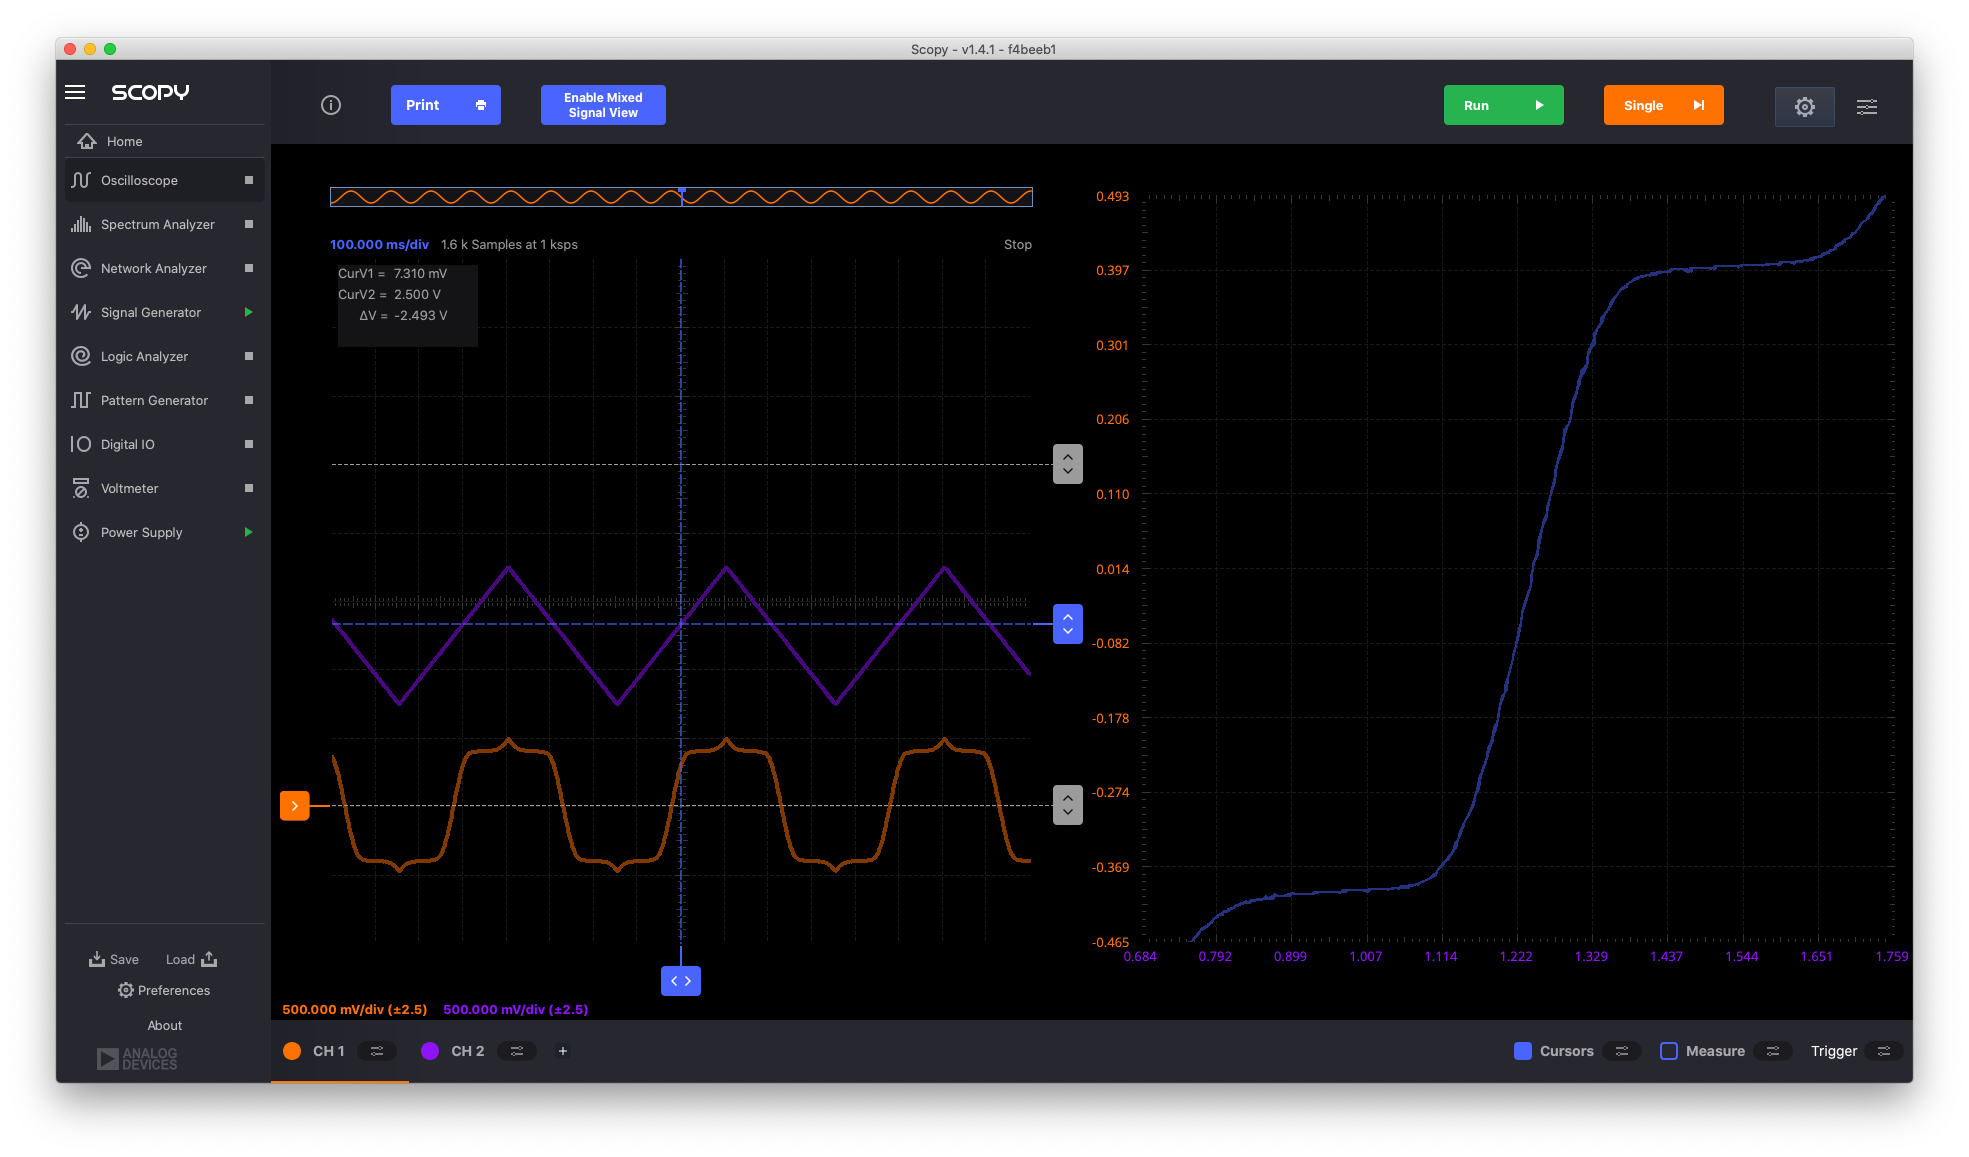 Scopy - v1.4.1 - f4beeb1
SCOPY
Home
Oscilloscope
Spectrum Analyzer
Network Analyzer
Signal Generator
Logic Analyzer
Pattern Generator
Digital IO
Voltmeter
Power Supply
Save Load
Preferences
About
ANALOG
DEVICES
Print
Enable Mixed
Signal View
Run
Single
100.000 ms/div 1.6 k Samples at 1 ksps Stop
CurV1 = 7.310 mV
CurV2 = 2.500 V
ΔV = -2.493 V
0.493
0.397
0.301
0.206
0.110
0.014
-0.082
-0.178
-0.274
-0.369
-0.465
0.684 0.792 0.899 1.007 1.114 1.222 1.329 1.437 1.544 1.651 1.759
500.000 mV/div (±2.5) 500.000 mV/div (±2.5)
CH 1 CH 2 + Cursors Measure Trigger